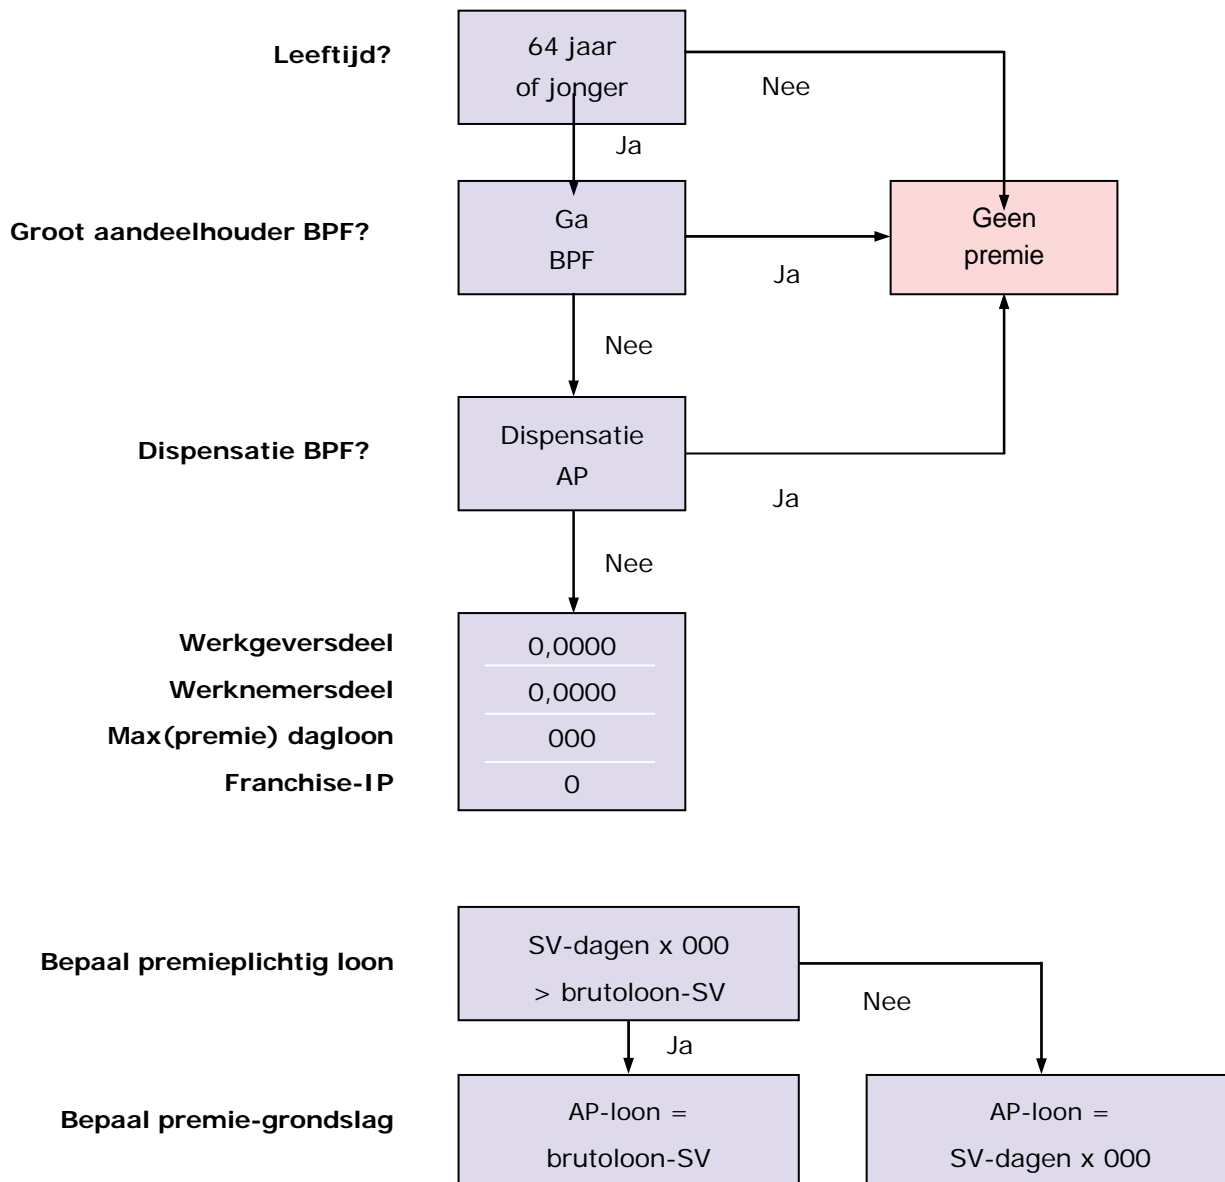 Leeftijd?
64 jaar
of jonger
Nee
Ja
Groot aandeelhouder BPF?
Ga
BPF
Ja
Geen
premie
Nee
Dispensatie BPF?
Dispensatie
AP
Ja
Nee
Werkgeversdeel
0,0000
Werknemersdeel
0,0000
Max(premie) dagloon
000
Franchise-IP
0
Bepaal premieplichtig loon
SV-dagen x 000
> brutoloon-SV
Nee
Ja
Bepaal premie-grondslag
AP-loon =
brutoloon-SV
AP-loon =
SV-dagen x 000